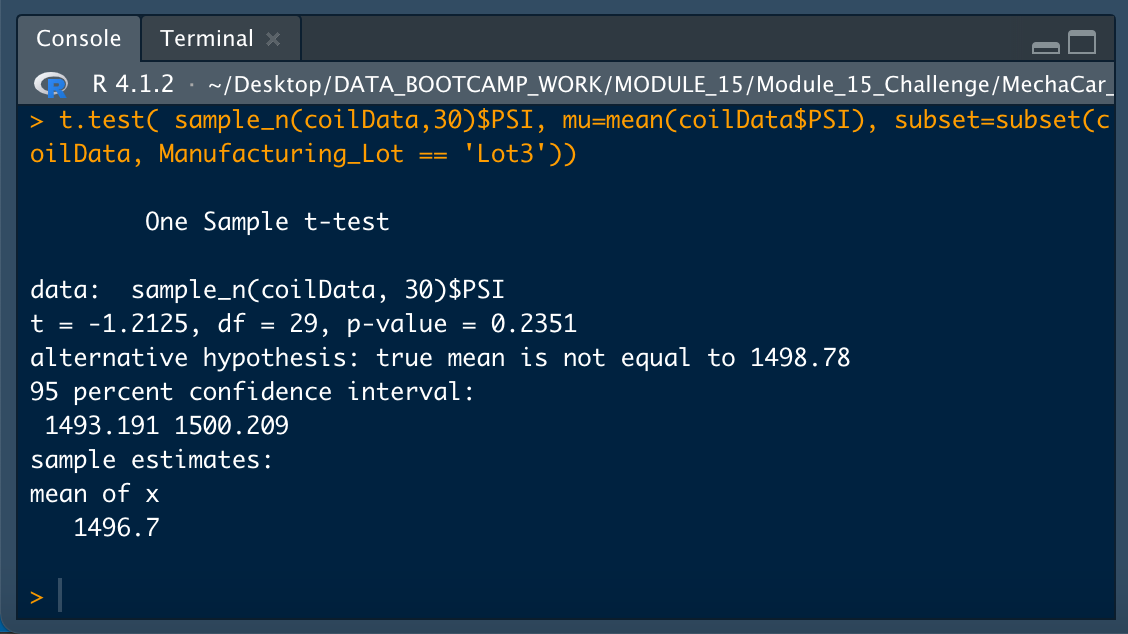 Console Terminal ×
R R 4.1.2 · ~/Desktop/DATA_BOOTCAMP_WORK/MODULE_15/Module_15_Challenge/MechaCar_
> t.test( sample_n(coilData,30)$PSI, mu=mean(coilData$PSI), subset=subset(c
oilData, Manufacturing_Lot == 'Lot3'))
One Sample t-test
data:  sample_n(coilData, 30)$PSI
t = -1.2125, df = 29, p-value = 0.2351
alternative hypothesis: true mean is not equal to 1498.78
95 percent confidence interval:
1493.191 1500.209
sample estimates:
mean of x
1496.7
>